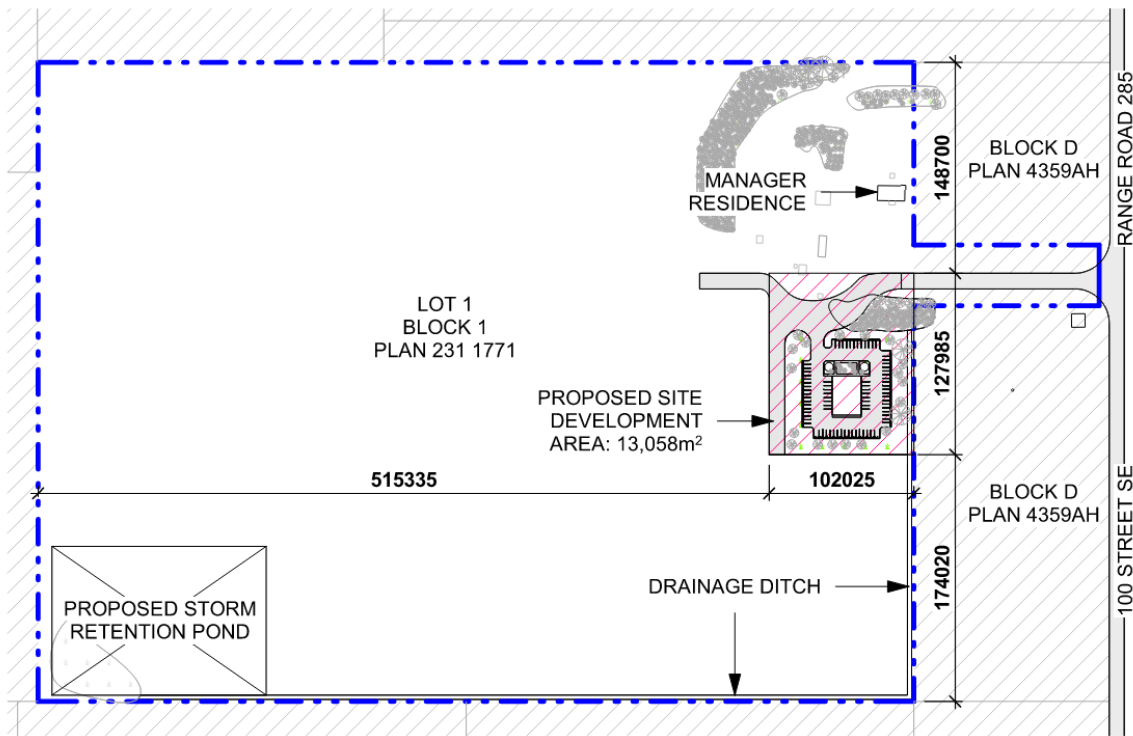 RANGE ROAD 285
BLOCK D
PLAN 4359AH
148700
MANAGER
RESIDENCE
LOT 1
BLOCK 1
PLAN 231 1771
127985
PROPOSED SITE
DEVELOPMENT
AREA: 13,058m²
515335
102025
BLOCK D
PLAN 4359AH
174020
100 STREET SE
DRAINAGE DITCH
PROPOSED STORM
RETENTION POND